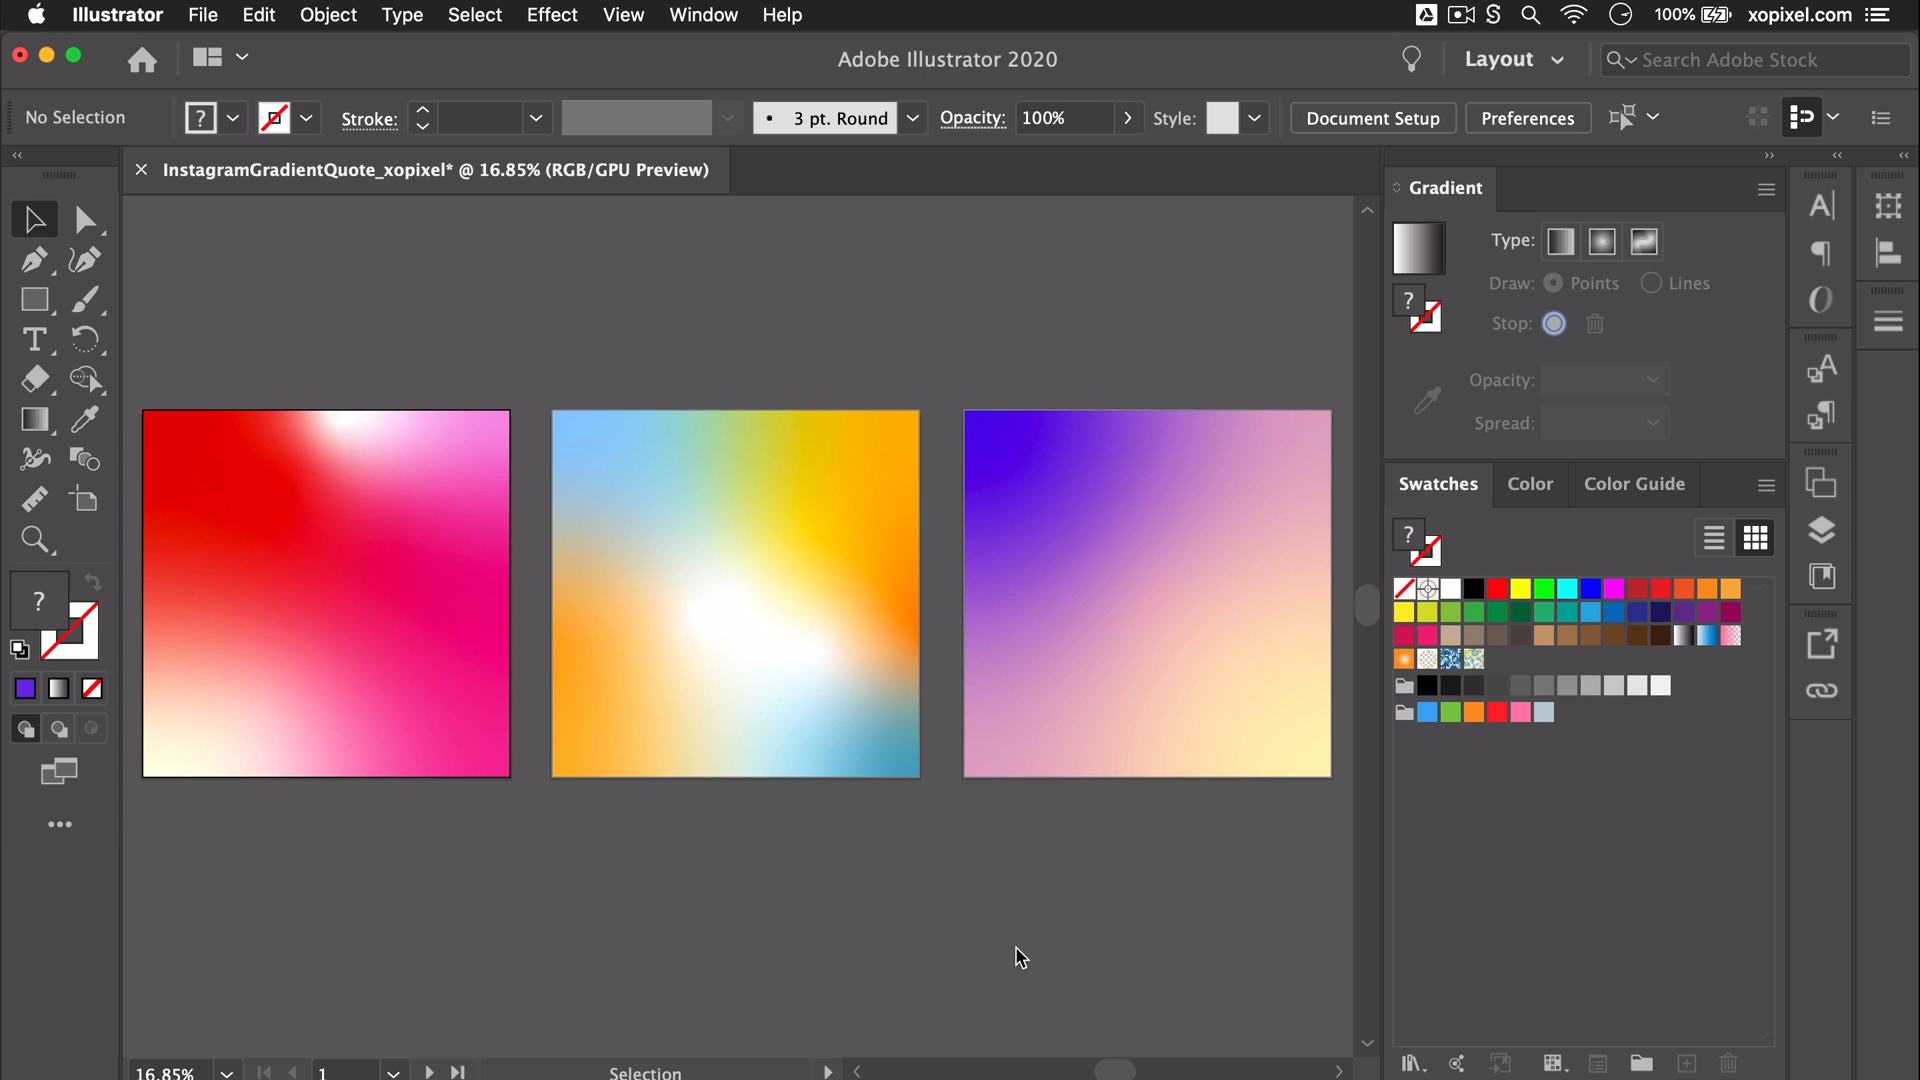 Illustrator File Edit Object Type Select Effect View Window Help 100% xopixel.com
Adobe Illustrator 2020 Layout Search Adobe Stock
No Selection ? Stroke: 3 pt. Round Opacity: 100% Style: Document Setup Preferences
InstagramGradientQuote_xopixel* @ 16.85% (RGB/GPU Preview)
Gradient
Type:
Draw: Points Lines
?
Stop:
Opacity:
Spread:
Swatches Color Color Guide
?
?
16.85% 1 Selection